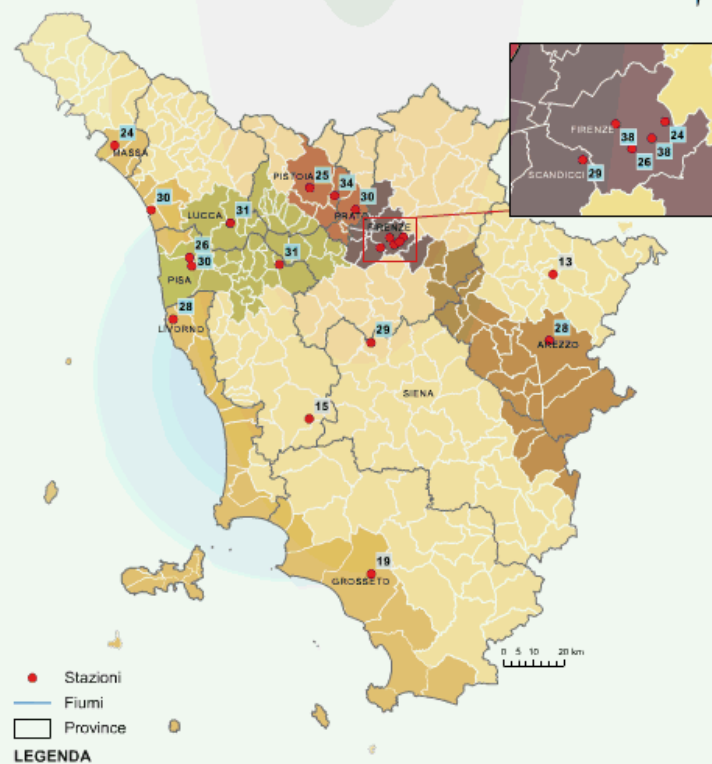 24
MASSA
30
LUCCA
31
PISTOIA
25
34
30
PRATO
FIRENZE
26
30
PISA
31
28
LIVORNO
29
13
28
AREZZO
15
SIENA
19
GROSSETO
FIRENZE
38
24
38
26
29
SCANDICCI
0 5 10 20 km
Stazioni
Fiumi
Province
LEGENDA